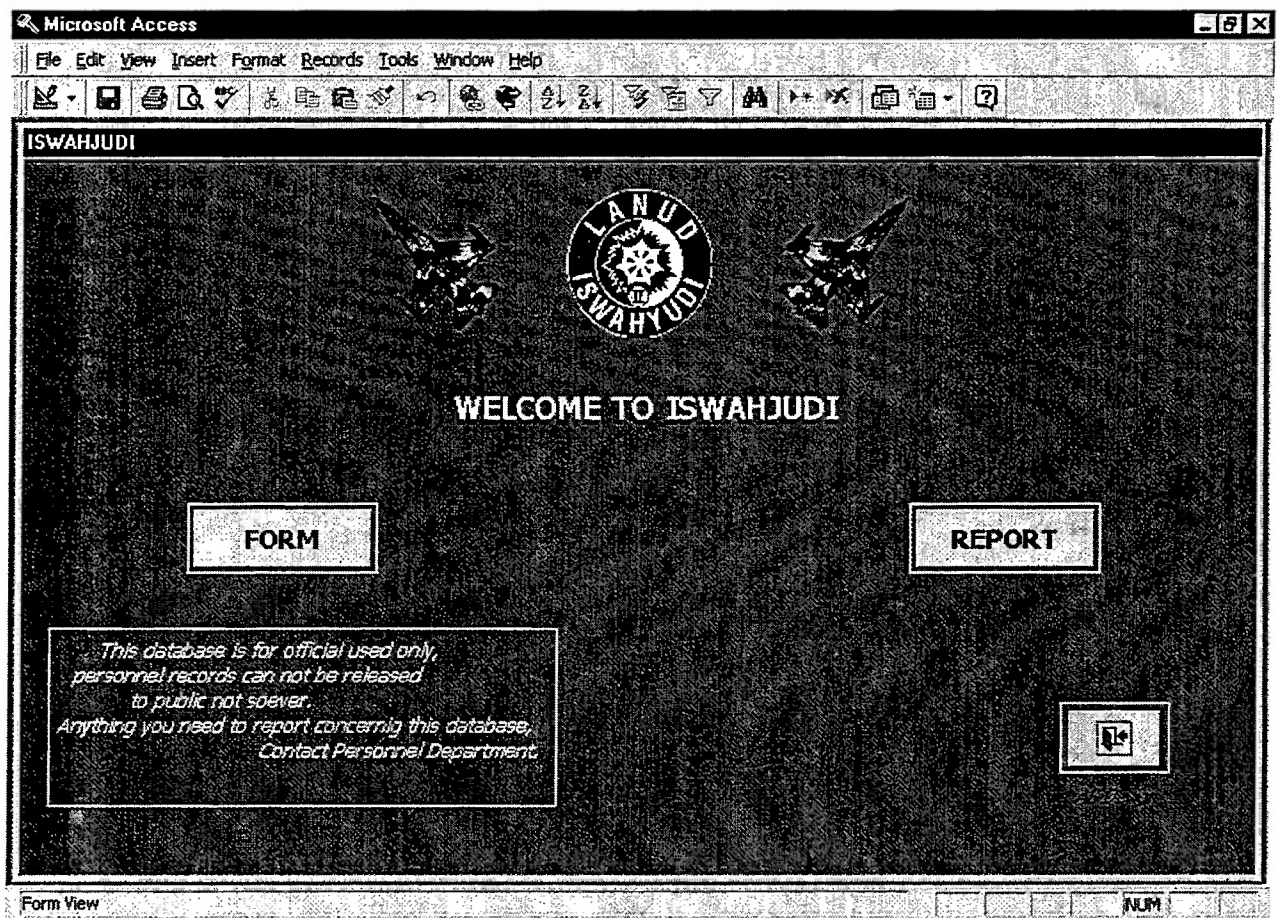 Microsoft Access
File Edit View Insert Format Records Tools Window Help
ISWAHJUDI
LANUD
ISWAHYUDI
WELCOME TO ISWAHJUDI
FORM
REPORT
This database is for official used only,
personnel records can not be released
to public not soever.
Anything you need to report concernig this database,
Contact Personnel Department.
Form View
NUM